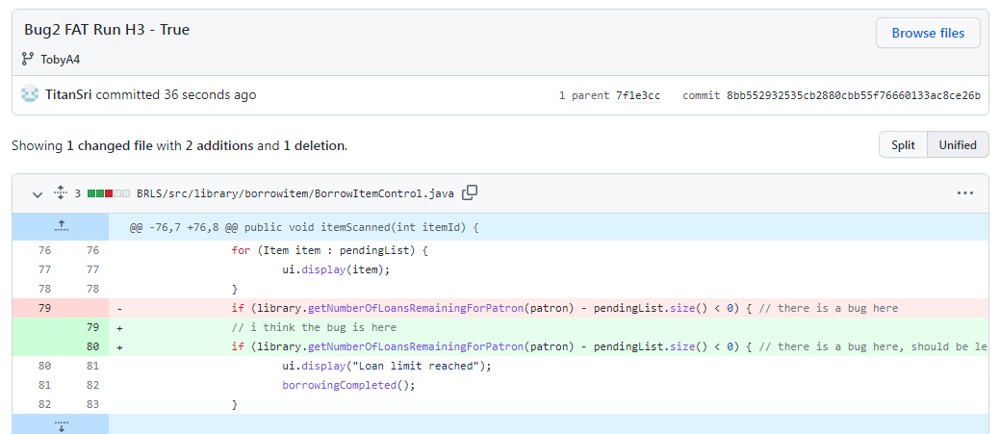 Bug2 FAT Run H3 - True
Browse files
TobyA4
TitanSri committed 36 seconds ago
1 parent 7f1e3cc commit 8bb552932535cb2880cbb55f76660133ac8ce26b
Showing 1 changed file with 2 additions and 1 deletion.
Split Unified
3 BRLS/src/library/borrowitem/BorrowItemControl.java
@@ -76,7 +76,8 @@ public void itemScanned(int itemId) {
76 76 for (Item item : pendingList) {
77 77 ui.display(item);
78 78 }
79 - if (library.getNumberOfLoansRemainingForPatron(patron) - pendingList.size() < 0) { // there is a bug here
79 + // i think the bug is here
80 + if (library.getNumberOfLoansRemainingForPatron(patron) - pendingList.size() < 0) { // there is a bug here, should be le
80 81 ui.display("Loan limit reached");
81 82 borrowingCompleted();
82 83 }